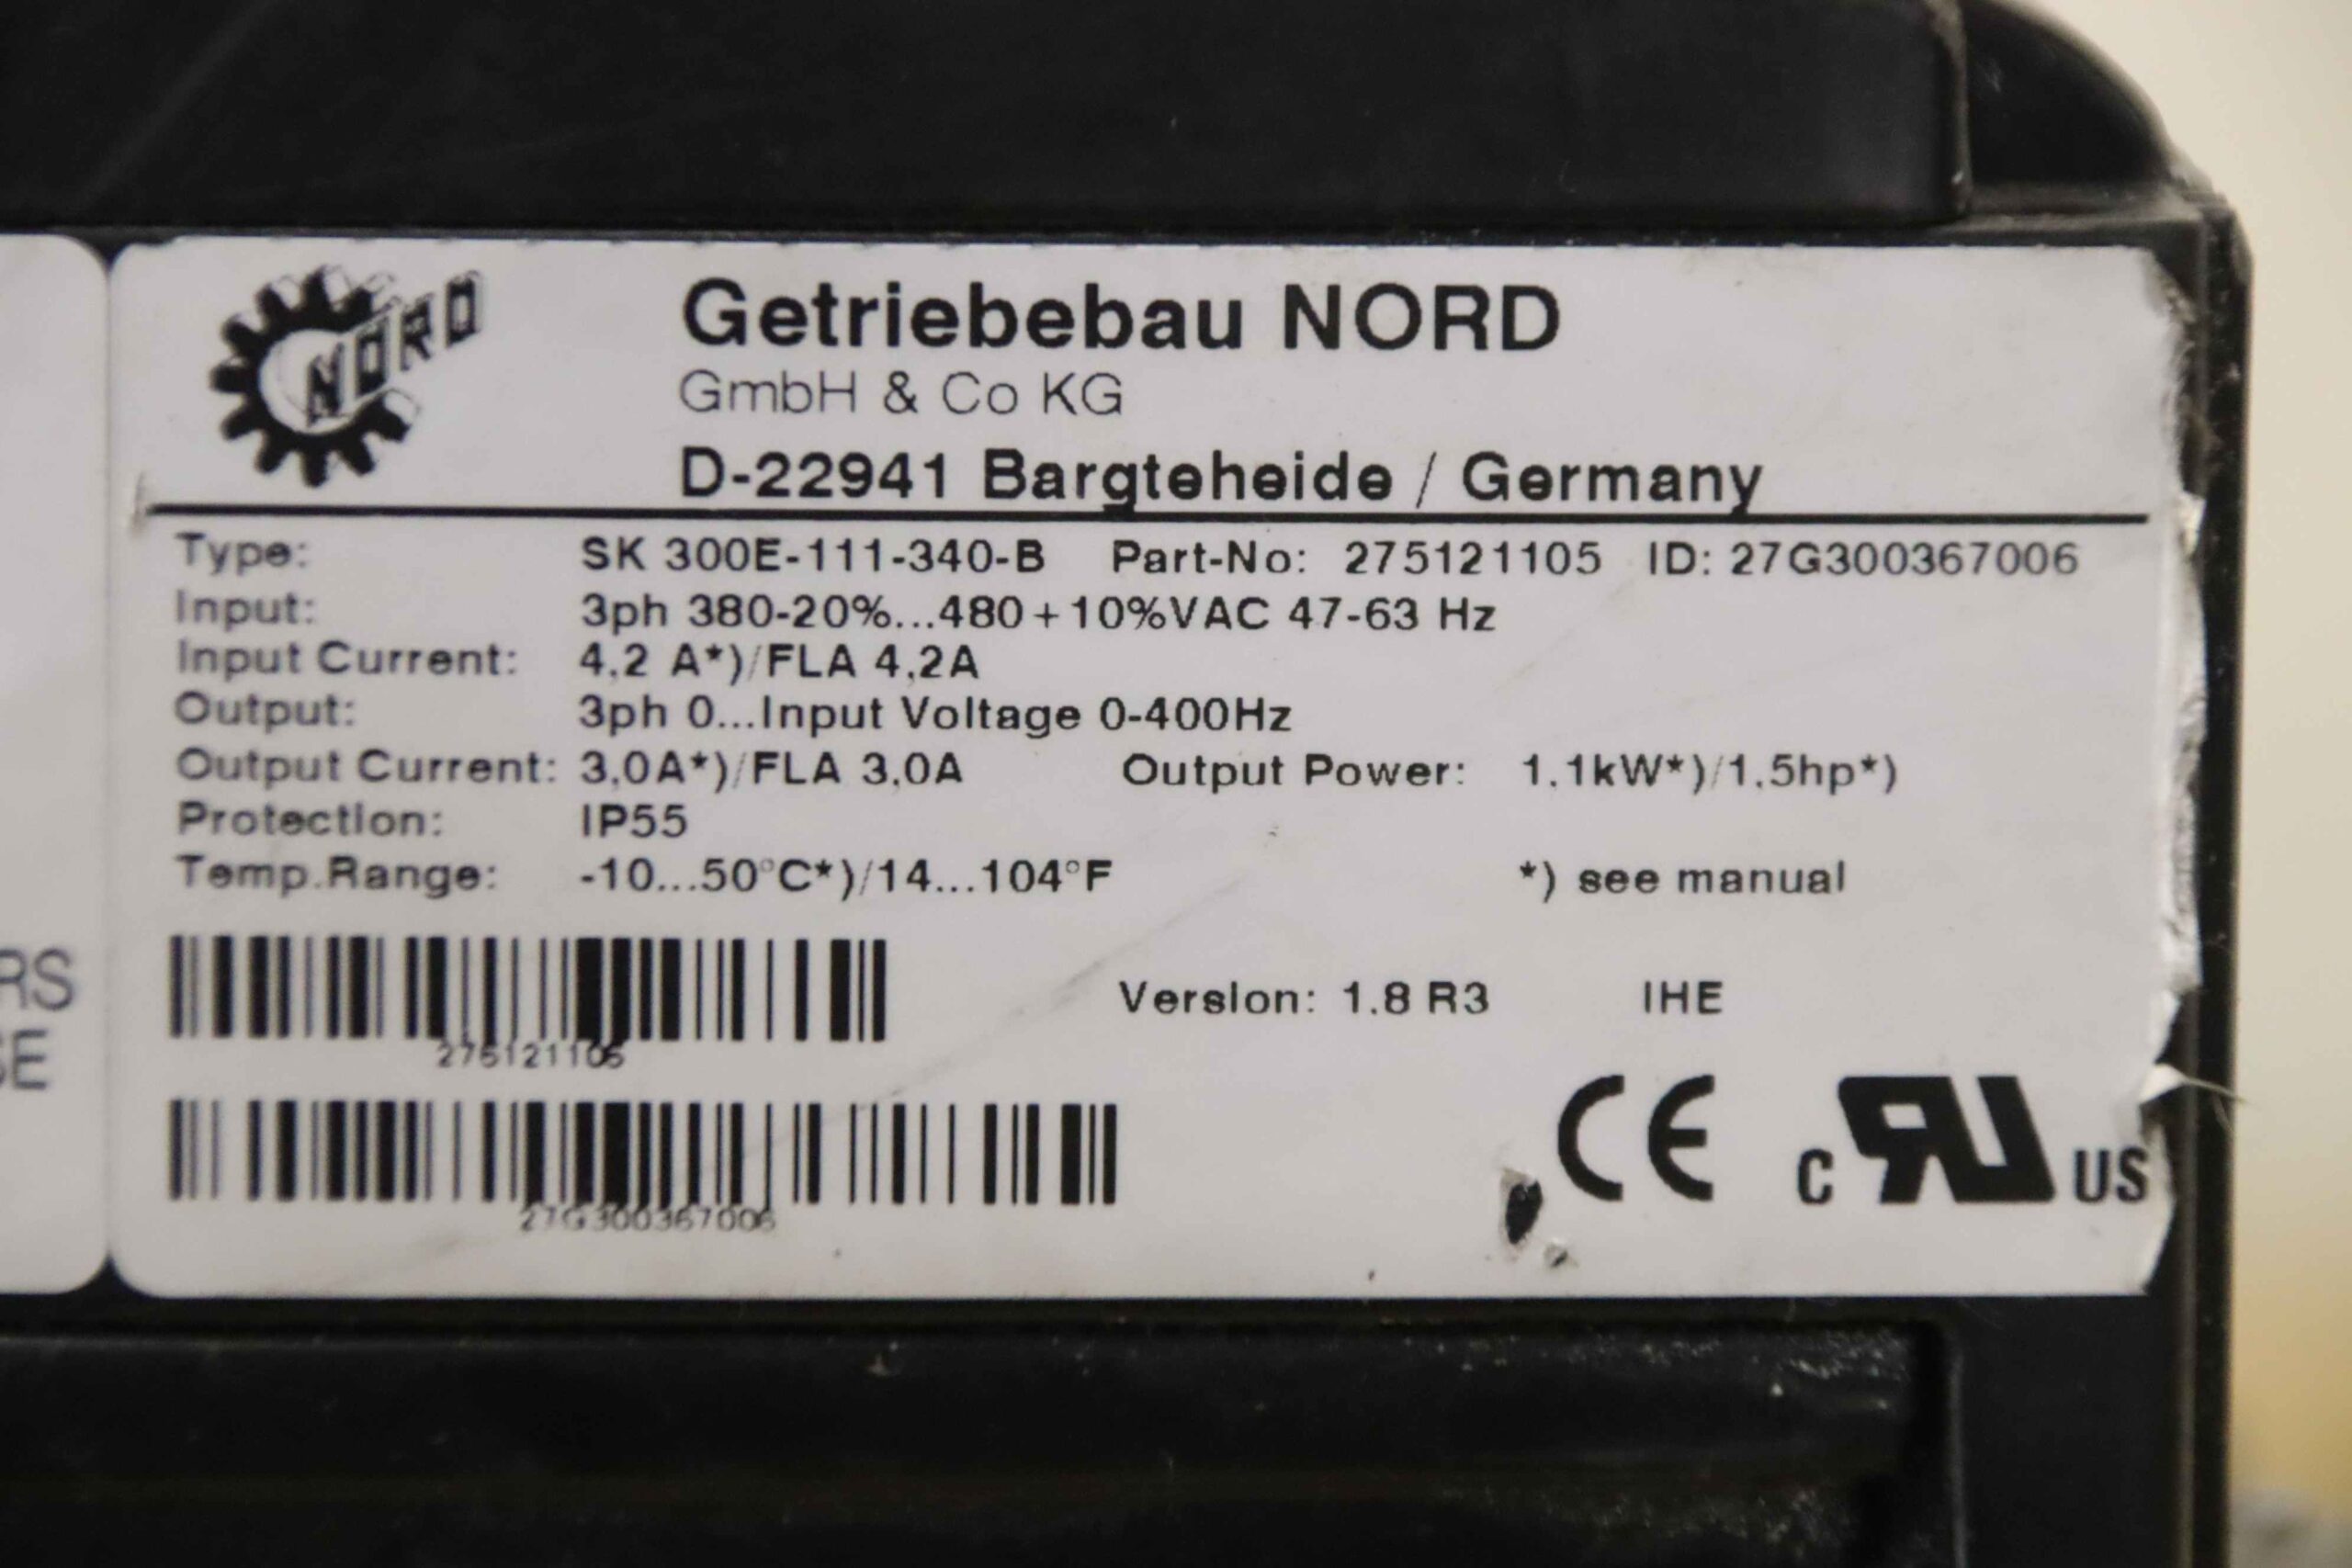 NORD
Getriebebau NORD
GmbH & Co KG
D-22941 Bargteheide / Germany
Type: SK 300E-111-340-B Part-No: 275121105 ID: 27G300367006
Input: 3ph 380-20%...480+10%VAC 47-63 Hz
Input Current: 4,2 A*)/FLA 4,2A
Output: 3ph 0...Input Voltage 0-400Hz
Output Current: 3,0A*)/FLA 3,0A Output Power: 1.1kW*)/1.5hp*)
Protection: IP55
Temp.Range: -10...50°C*)/14...104°F *) see manual
RS
SE
275121105
Version: 1.8 R3 IHE
27G300367006
CE c RU US